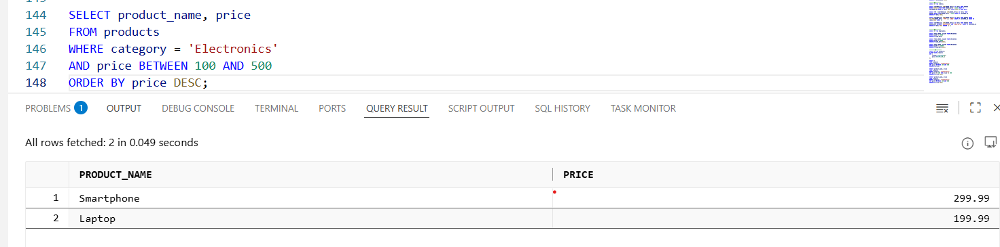 144 SELECT product_name, price
145 FROM products
146 WHERE category = 'Electronics'
147 AND price BETWEEN 100 AND 500
148 ORDER BY price DESC;
PROBLEMS 1 OUTPUT DEBUG CONSOLE TERMINAL PORTS QUERY RESULT SCRIPT OUTPUT SQL HISTORY TASK MONITOR
All rows fetched: 2 in 0.049 seconds
PRODUCT_NAME PRICE
1 Smartphone 299.99
2 Laptop 199.99